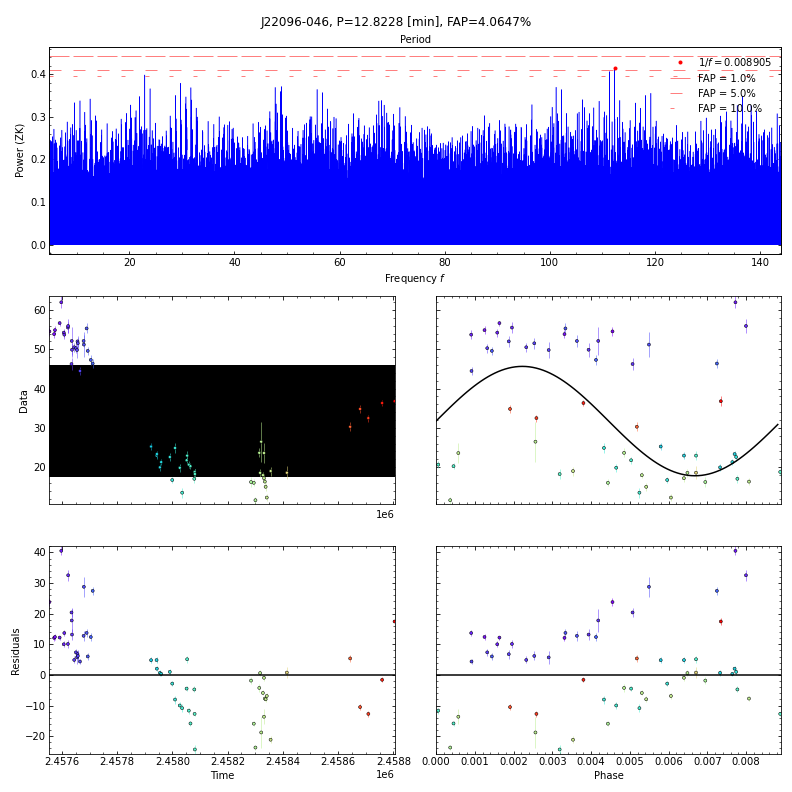 J22096-046, P=12.8228 [min], FAP=4.0647%
Period
Power (ZK)
0.4
0.3
0.2
0.1
0.0
1/f = 0.008905
FAP = 1.0%
FAP = 5.0%
FAP = 10.0%
20 40 60 80 100 120 140
Frequency f
Data
60
50
40
30
20
1e6
Residuals
40
30
20
10
0
−10
−20
2.4576 2.4578 2.4580 2.4582 2.4584 2.4586 2.4588
1e6
Time
0.000 0.001 0.002 0.003 0.004 0.005 0.006 0.007 0.008
Phase